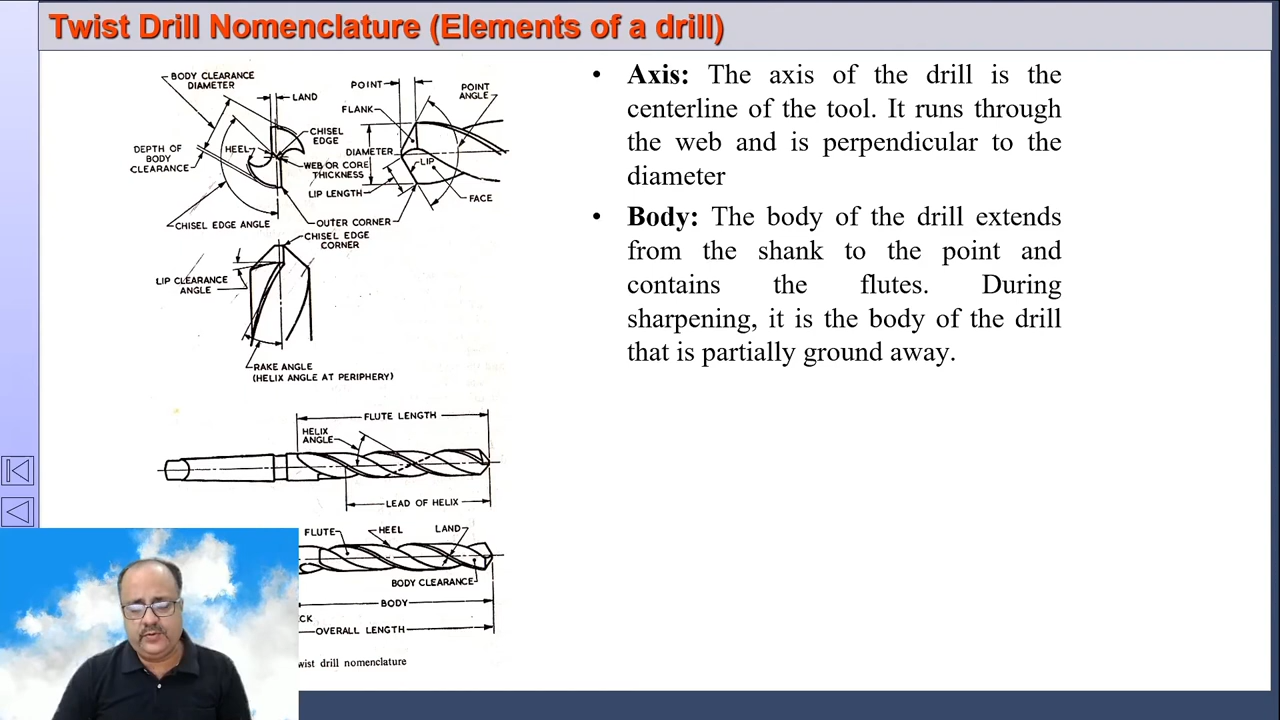 Twist Drill Nomenclature (Elements of a drill)
BODY CLEARANCE
DIAMETER
LAND
POINT
POINT
ANGLE
FLANK
CHISEL
EDGE
DEPTH OF
BODY
CLEARANCE
HEEL
DIAMETER
WEB OR CORE
THICKNESS
LIP
LIP LENGTH
FACE
CHISEL EDGE ANGLE
OUTER CORNER
CHISEL EDGE
CORNER
LIP CLEARANCE
ANGLE
RAKE ANGLE
(HELIX ANGLE AT PERIPHERY)
FLUTE LENGTH
HELIX
ANGLE
LEAD OF HELIX
FLUTE
HEEL
LAND
BODY CLEARANCE
BODY
CK
OVERALL LENGTH
wist drill nomenclature
• Axis: The axis of the drill is the
centerline of the tool. It runs through
the web and is perpendicular to the
diameter
• Body: The body of the drill extends
from the shank to the point and
contains the flutes. During
sharpening, it is the body of the drill
that is partially ground away.